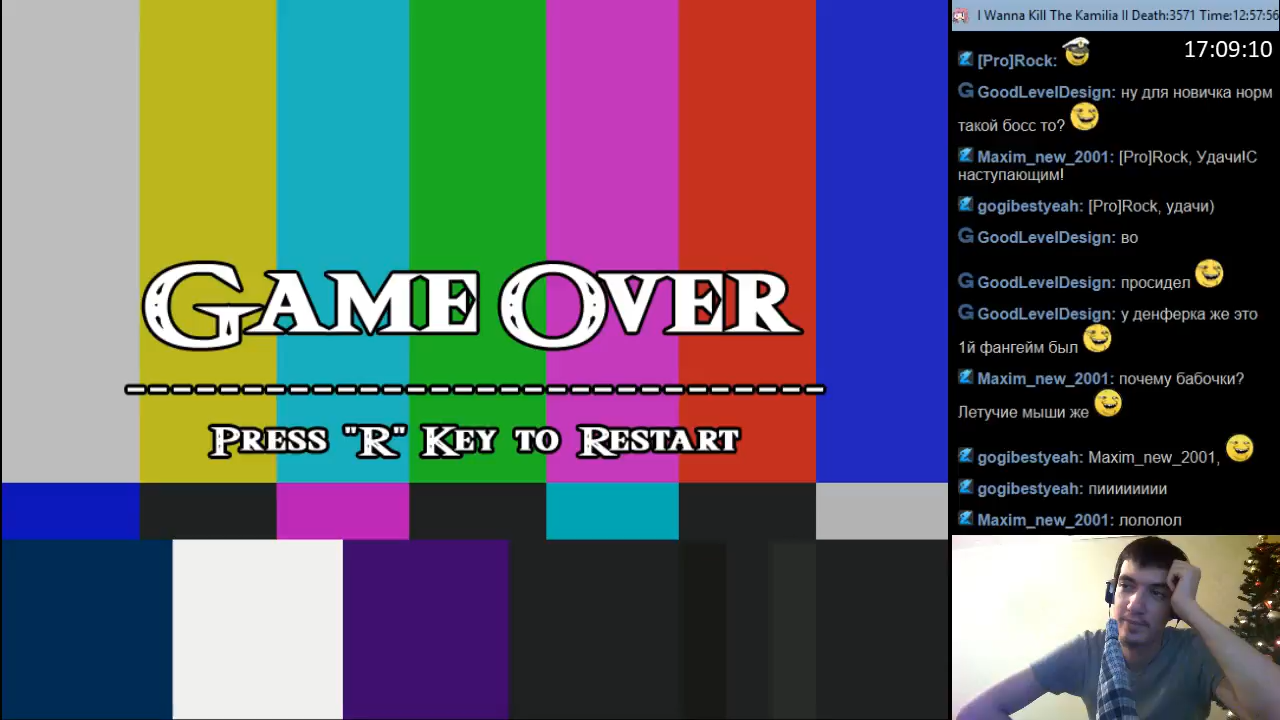 I Wanna Kill The Kamilia II Death:3571 Time:12:57:56
17:09:10
[Pro]Rock:
GoodLevelDesign: ну для новичка норм
такой босс то?
Maxim_new_2001: [Pro]Rock, Удачи!С
наступающим!
gogibestyeah: [Pro]Rock, удачи)
GoodLevelDesign: во
GoodLevelDesign: просидел
GoodLevelDesign: у денферка же это
1й фангейм был
Maxim_new_2001: почему бабочки?
Летучие мыши же
gogibestyeah: Maxim_new_2001,
gogibestyeah: пииииииии
Maxim_new_2001: лололол
Game Over
Press "R" Key to Restart